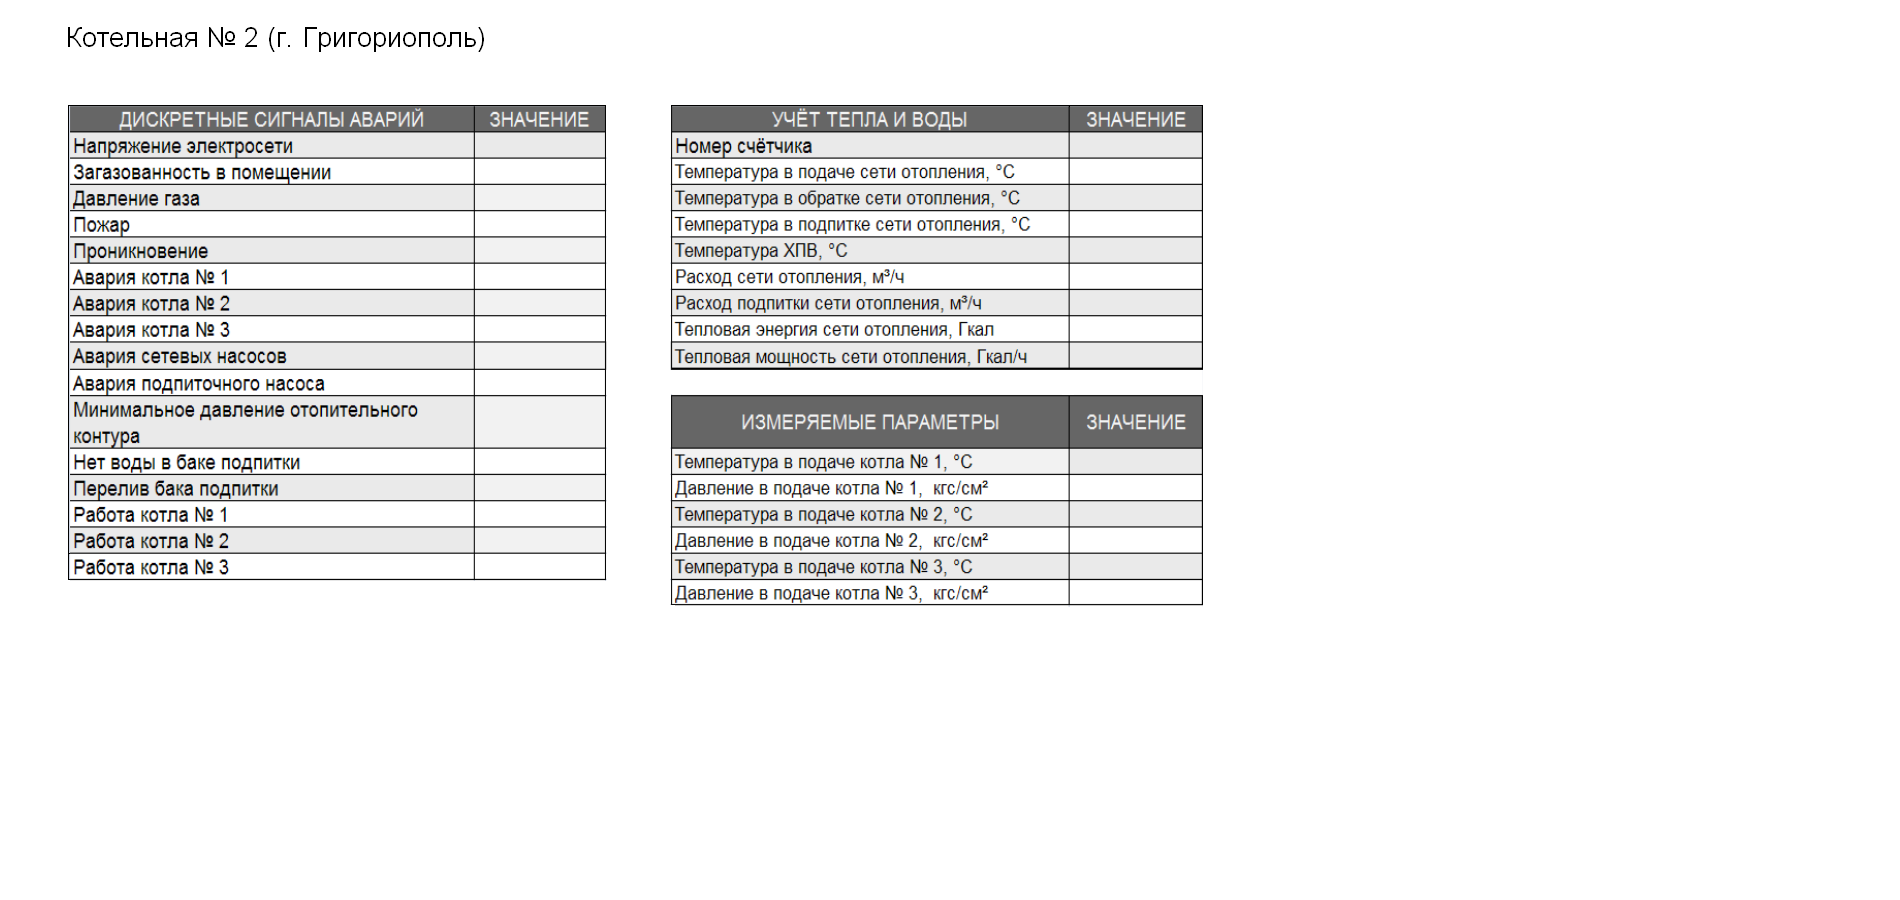 Котельная № 2 (г. Григориополь)
ДИСКРЕТНЫЕ СИГНАЛЫ АВАРИЙ ЗНАЧЕНИЕ
Напряжение электросети
Загазованность в помещении
Давление газа
Пожар
Проникновение
Авария котла № 1
Авария котла № 2
Авария котла № 3
Авария сетевых насосов
Авария подпиточного насоса
Минимальное давление отопительного
контура
Нет воды в баке подпитки
Перелив бака подпитки
Работа котла № 1
Работа котла № 2
Работа котла № 3
УЧЁТ ТЕПЛА И ВОДЫ ЗНАЧЕНИЕ
Номер счётчика
Температура в подаче сети отопления, °C
Температура в обратке сети отопления, °C
Температура в подпитке сети отопления, °C
Температура ХПВ, °C
Расход сети отопления, м³/ч
Расход подпитки сети отопления, м³/ч
Тепловая энергия сети отопления, Гкал
Тепловая мощность сети отопления, Гкал/ч
ИЗМЕРЯЕМЫЕ ПАРАМЕТРЫ ЗНАЧЕНИЕ
Температура в подаче котла № 1, °C
Давление в подаче котла № 1, кгс/см²
Температура в подаче котла № 2, °C
Давление в подаче котла № 2, кгс/см²
Температура в подаче котла № 3, °C
Давление в подаче котла № 3, кгс/см²